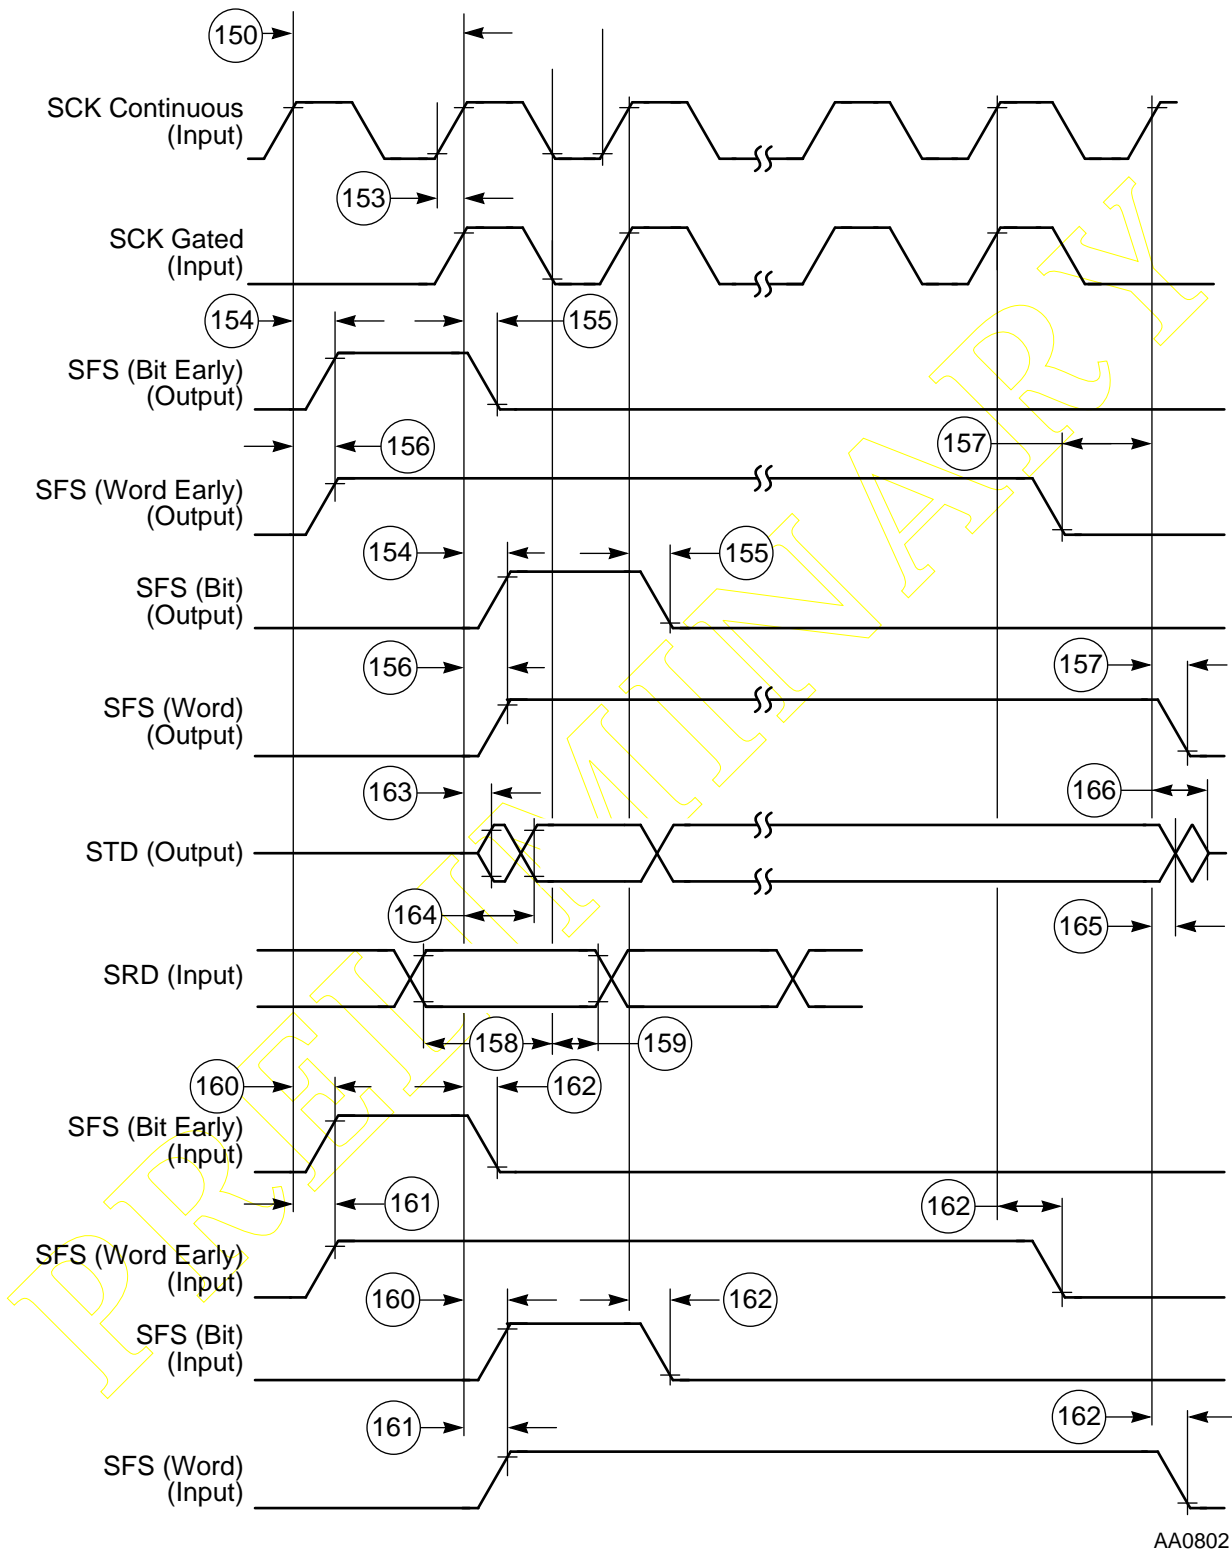 150
SCK Continuous
(Input)
153
SCK Gated
(Input)
154
155
SFS (Bit Early)
(Output)
156
157
SFS (Word Early)
(Output)
154
155
SFS (Bit)
(Output)
156
157
SFS (Word)
(Output)
163
166
STD (Output)
164
165
SRD (Input)
158
159
160
162
SFS (Bit Early)
(Input)
161
162
SFS (Word Early)
(Input)
160
162
SFS (Bit)
(Input)
161
162
SFS (Word)
(Input)
AA0802
PRELIMINARY